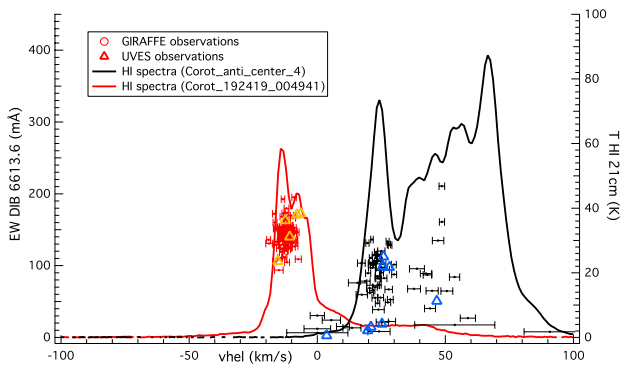 GIRAFFE observations
UVES observations
HI spectra (Corot_anti_center_4)
HI spectra (Corot_192419_004941)
EW DIB 6613.6 (mÅ)
400
300
200
100
0
T HI 21cm (K)
100
80
60
40
20
0
-100
-50
0
50
100
vhel (km/s)